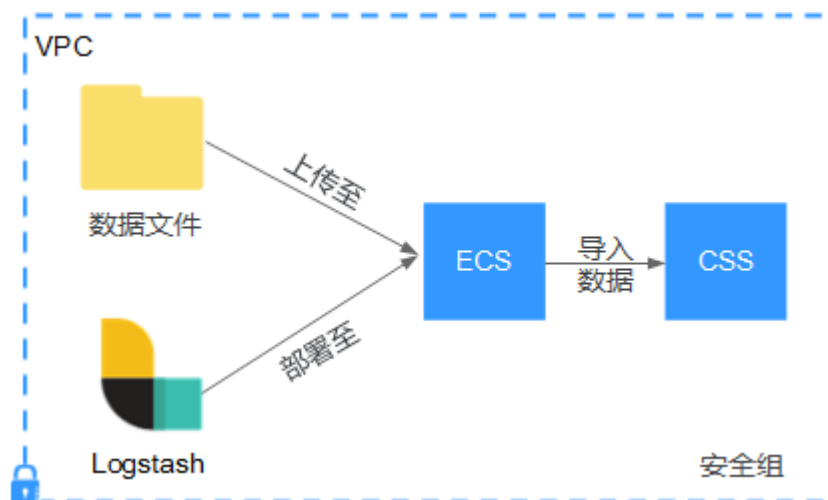 VPC
上传至
数据文件
ECS
导入
数据
CSS
部署至
Logstash
安全组